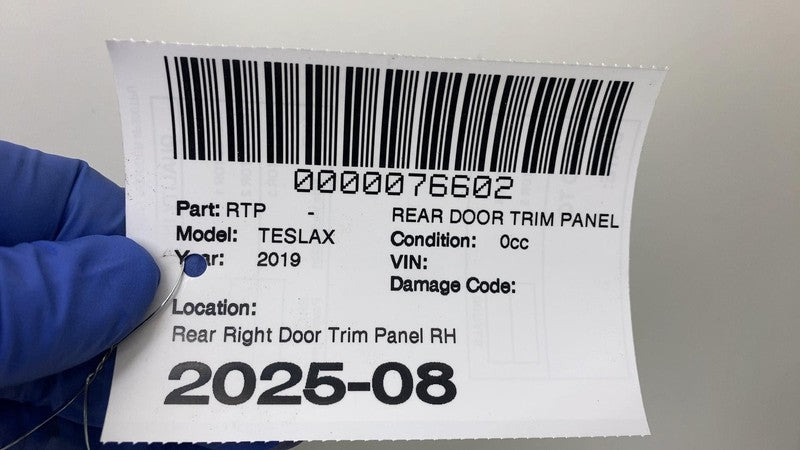 0000076602
Part: RTP - REAR DOOR TRIM PANEL
Model: TESLAX Condition: 0cc
Year: 2019 VIN:
Damage Code:
Location:
Rear Right Door Trim Panel RH
2025-08